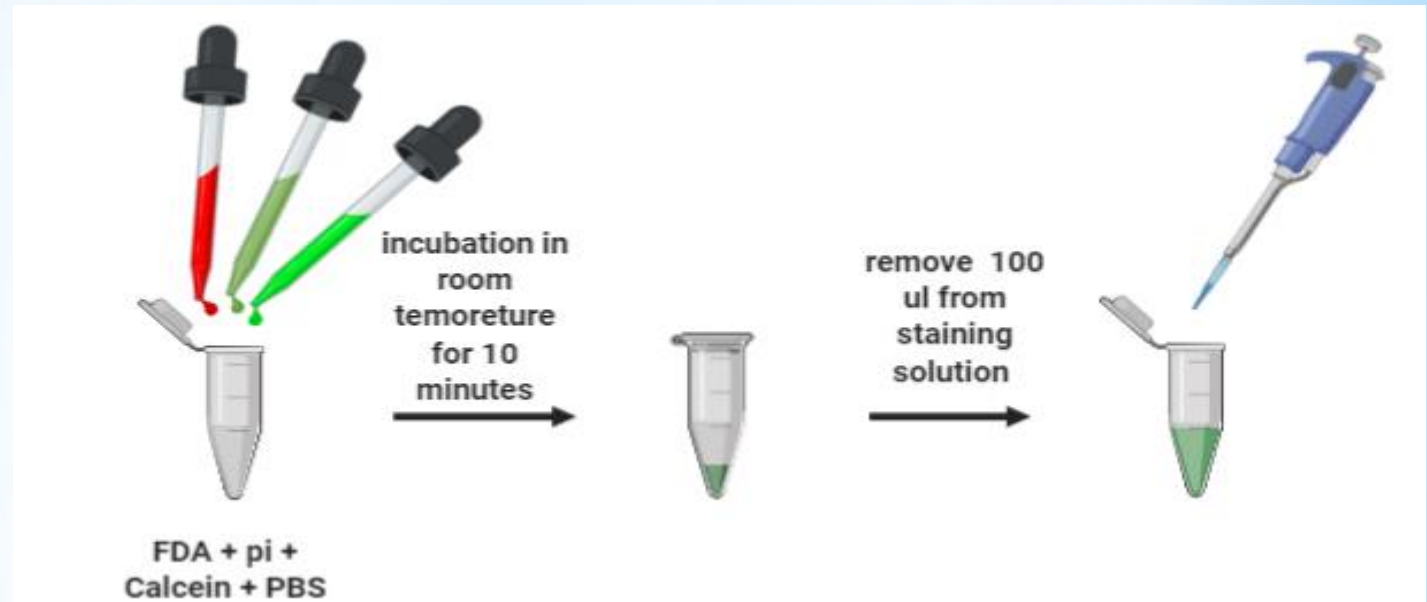 incubation in
room
temoreture
for 10
minutes
remove 100
ul from
staining
solution
FDA + pi +
Calcein + PBS